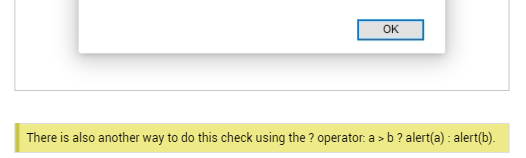 OK
There is also another way to do this check using the ? operator: a > b ? alert(a) : alert(b).